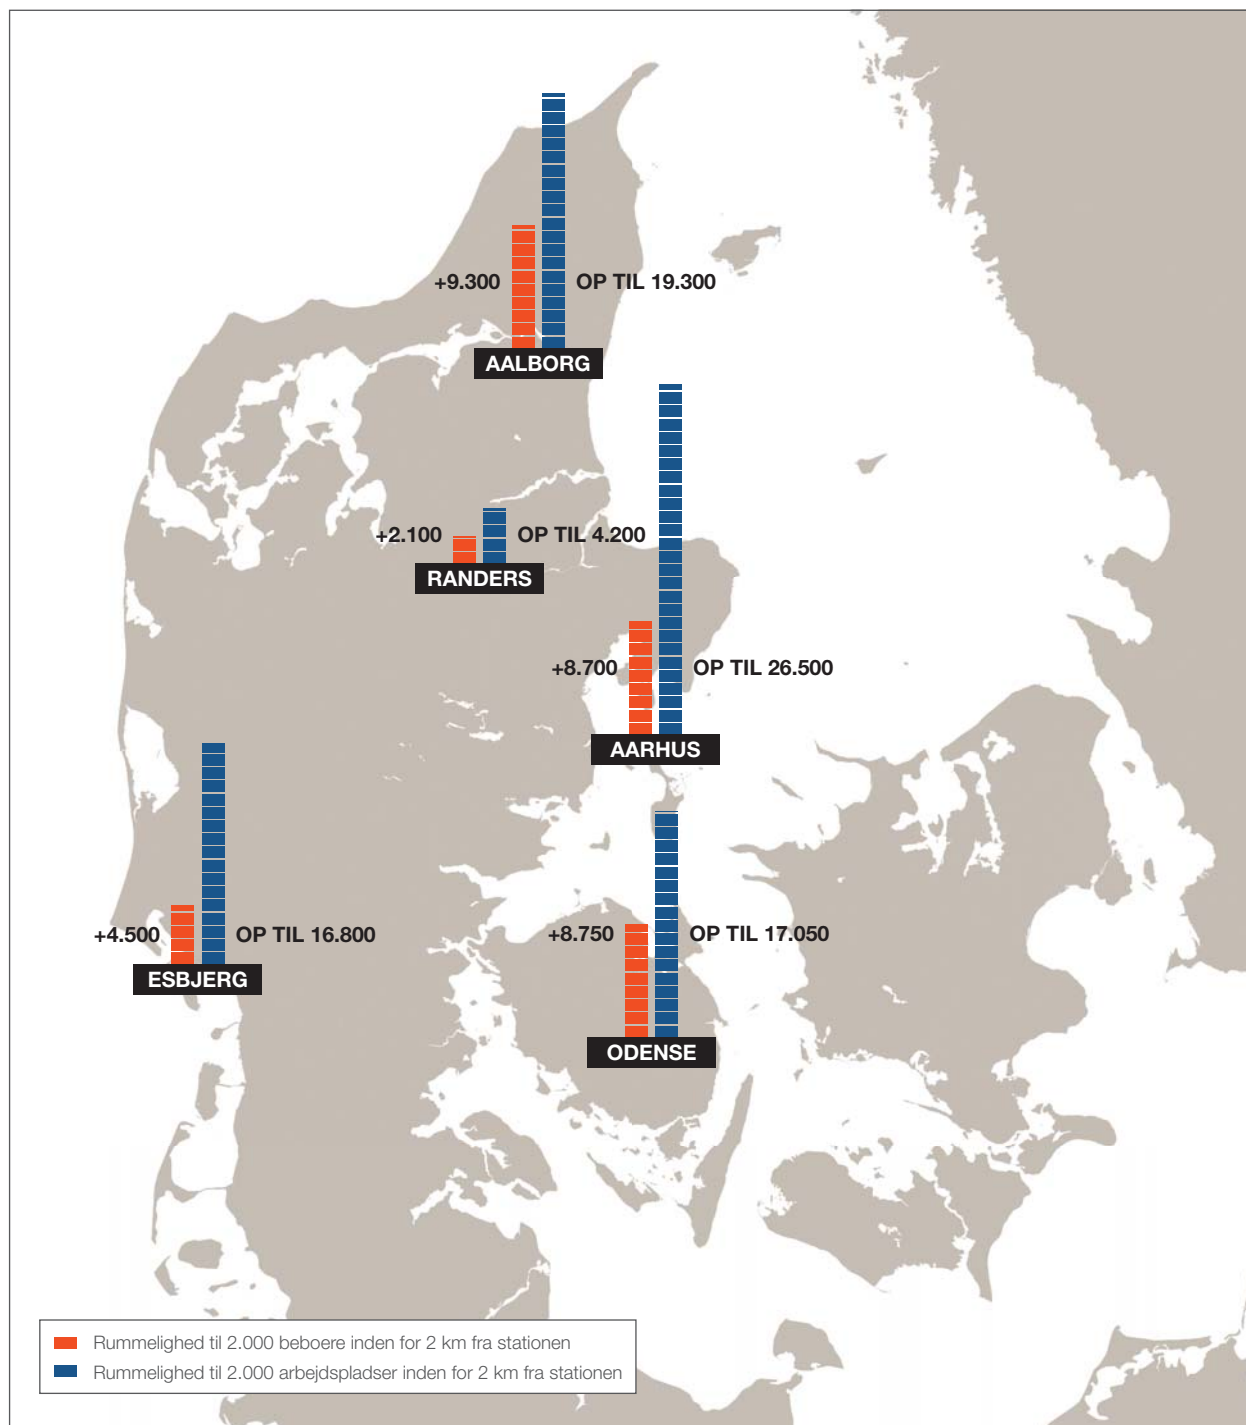 +9.300 OP TIL 19.300
AALBORG
+2.100 OP TIL 4.200
RANDERS
+8.700 OP TIL 26.500
AARHUS
+4.500 OP TIL 16.800
ESBJERG
+8.750 OP TIL 17.050
ODENSE
Rummelighed til 2.000 beboere inden for 2 km fra stationen
Rummelighed til 2.000 arbejdspladser inden for 2 km fra stationen